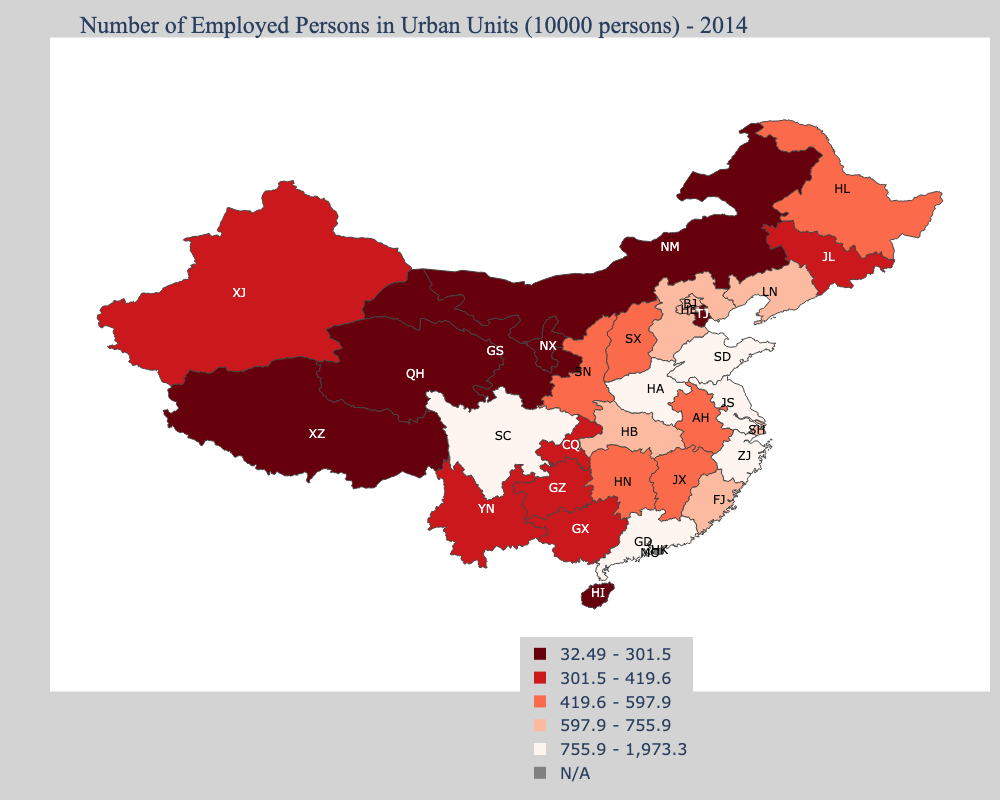 Number of Employed Persons in Urban Units (10000 persons) - 2014
HL
NM
JL
XJ
LN
BJ
HE
TJ
SX
NX
GS
SD
SN
QH
HA
JS
AH
SH
XZ
SC
HB
CQ
ZJ
HN
JX
GZ
FJ
YN
GX
GD
HK
MO
HI
32.49 - 301.5
301.5 - 419.6
419.6 - 597.9
597.9 - 755.9
755.9 - 1,973.3
N/A